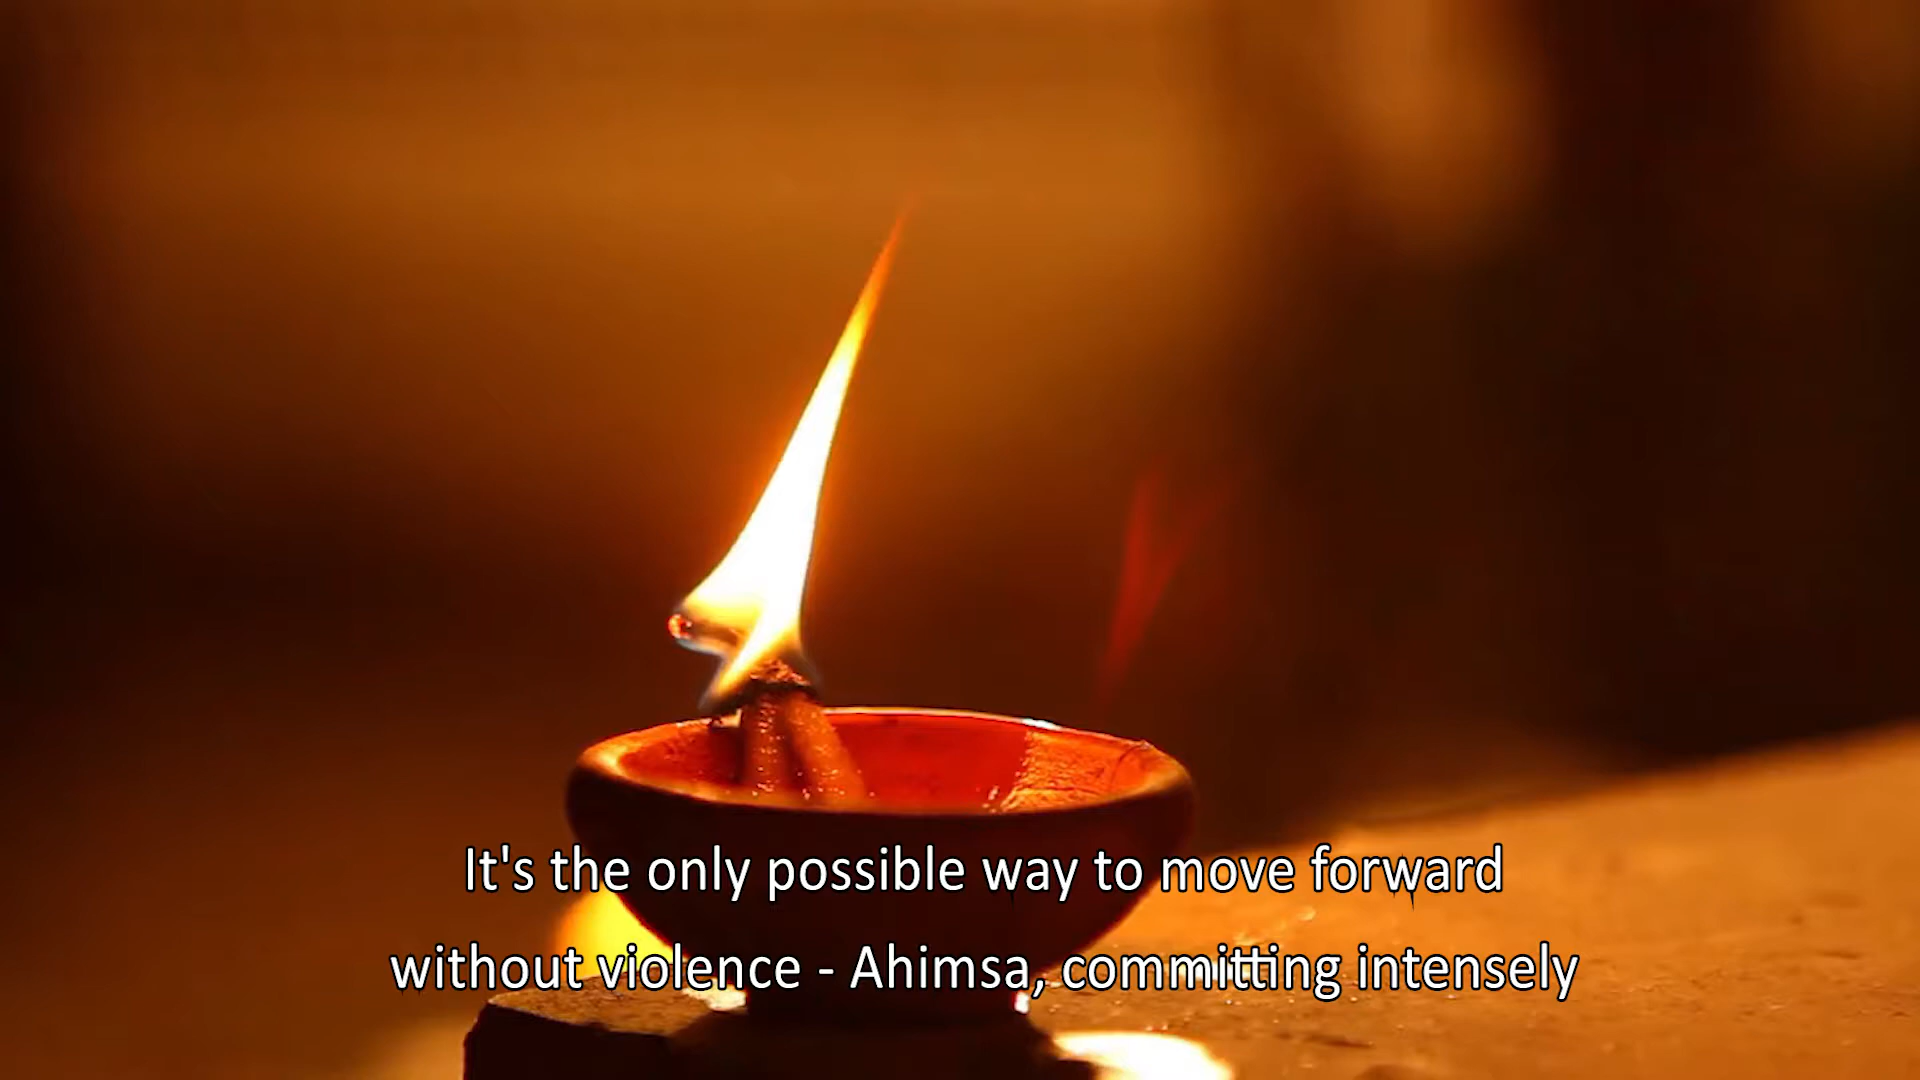 It's the only possible way to move forward
without violence - Ahimsa, committing intensely